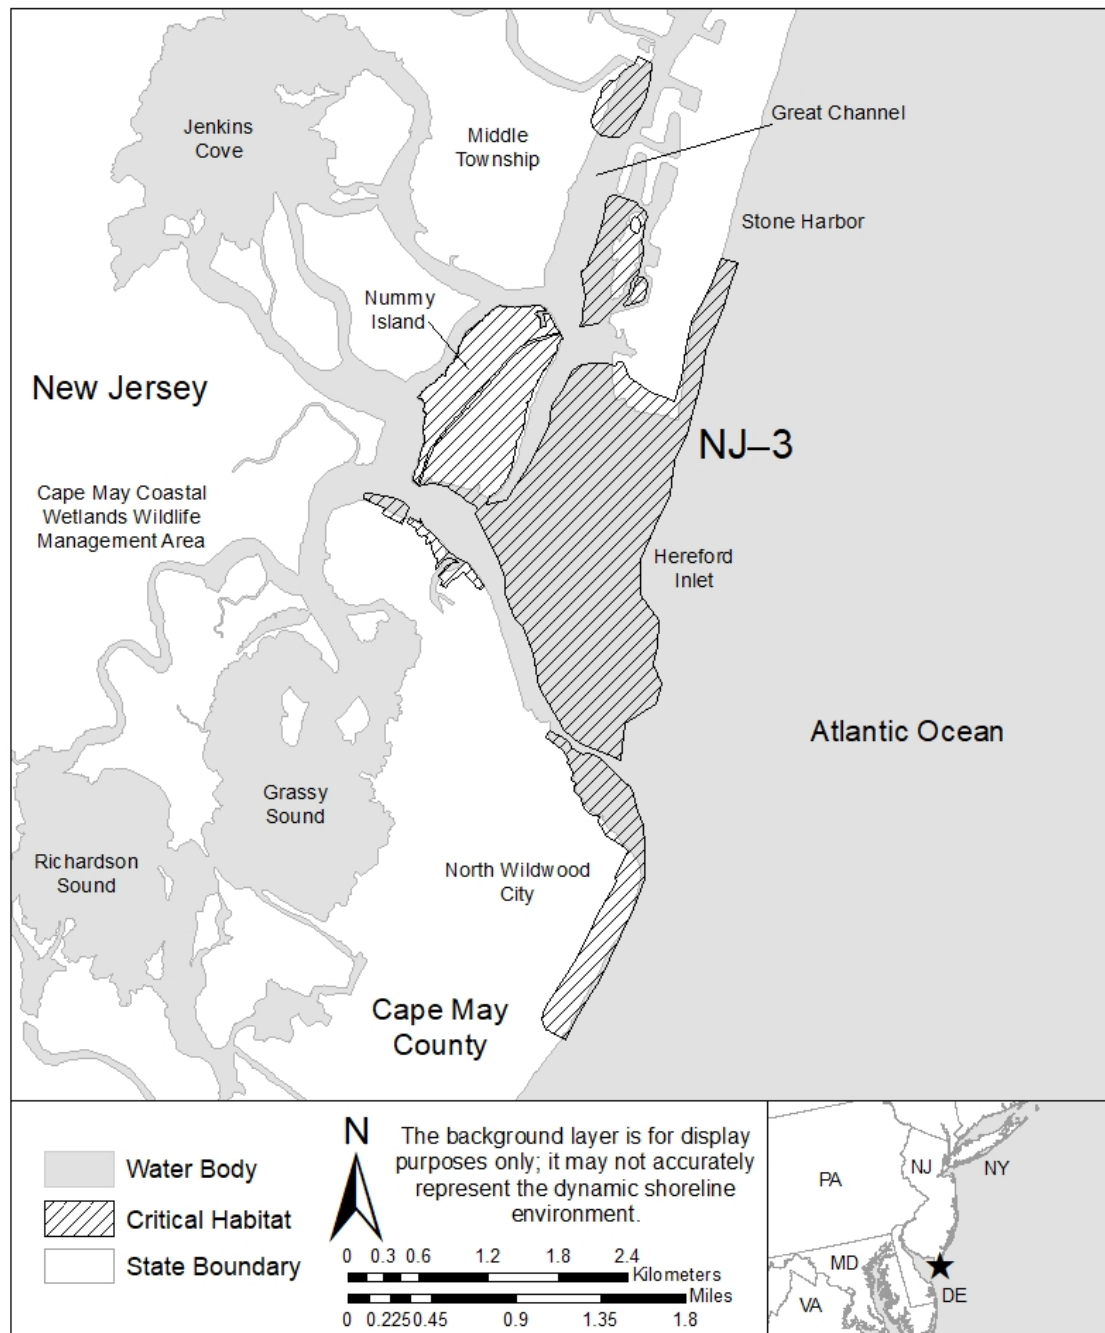 Jenkins
Cove
Middle
Township
Great Channel
Stone Harbor
Nummy
Island
New Jersey
NJ–3
Cape May Coastal
Wetlands Wildlife
Management Area
Hereford
Inlet
Atlantic Ocean
Grassy
Sound
Richardson
Sound
North Wildwood
City
Cape May
County
Water Body
Critical Habitat
State Boundary
N
The background layer is for display
purposes only; it may not accurately
represent the dynamic shoreline
environment.
0 0.3 0.6 1.2 1.8 2.4
Kilometers
Miles
0 0.225 0.45 0.9 1.35 1.8
PA
NJ
NY
MD
DE
VA